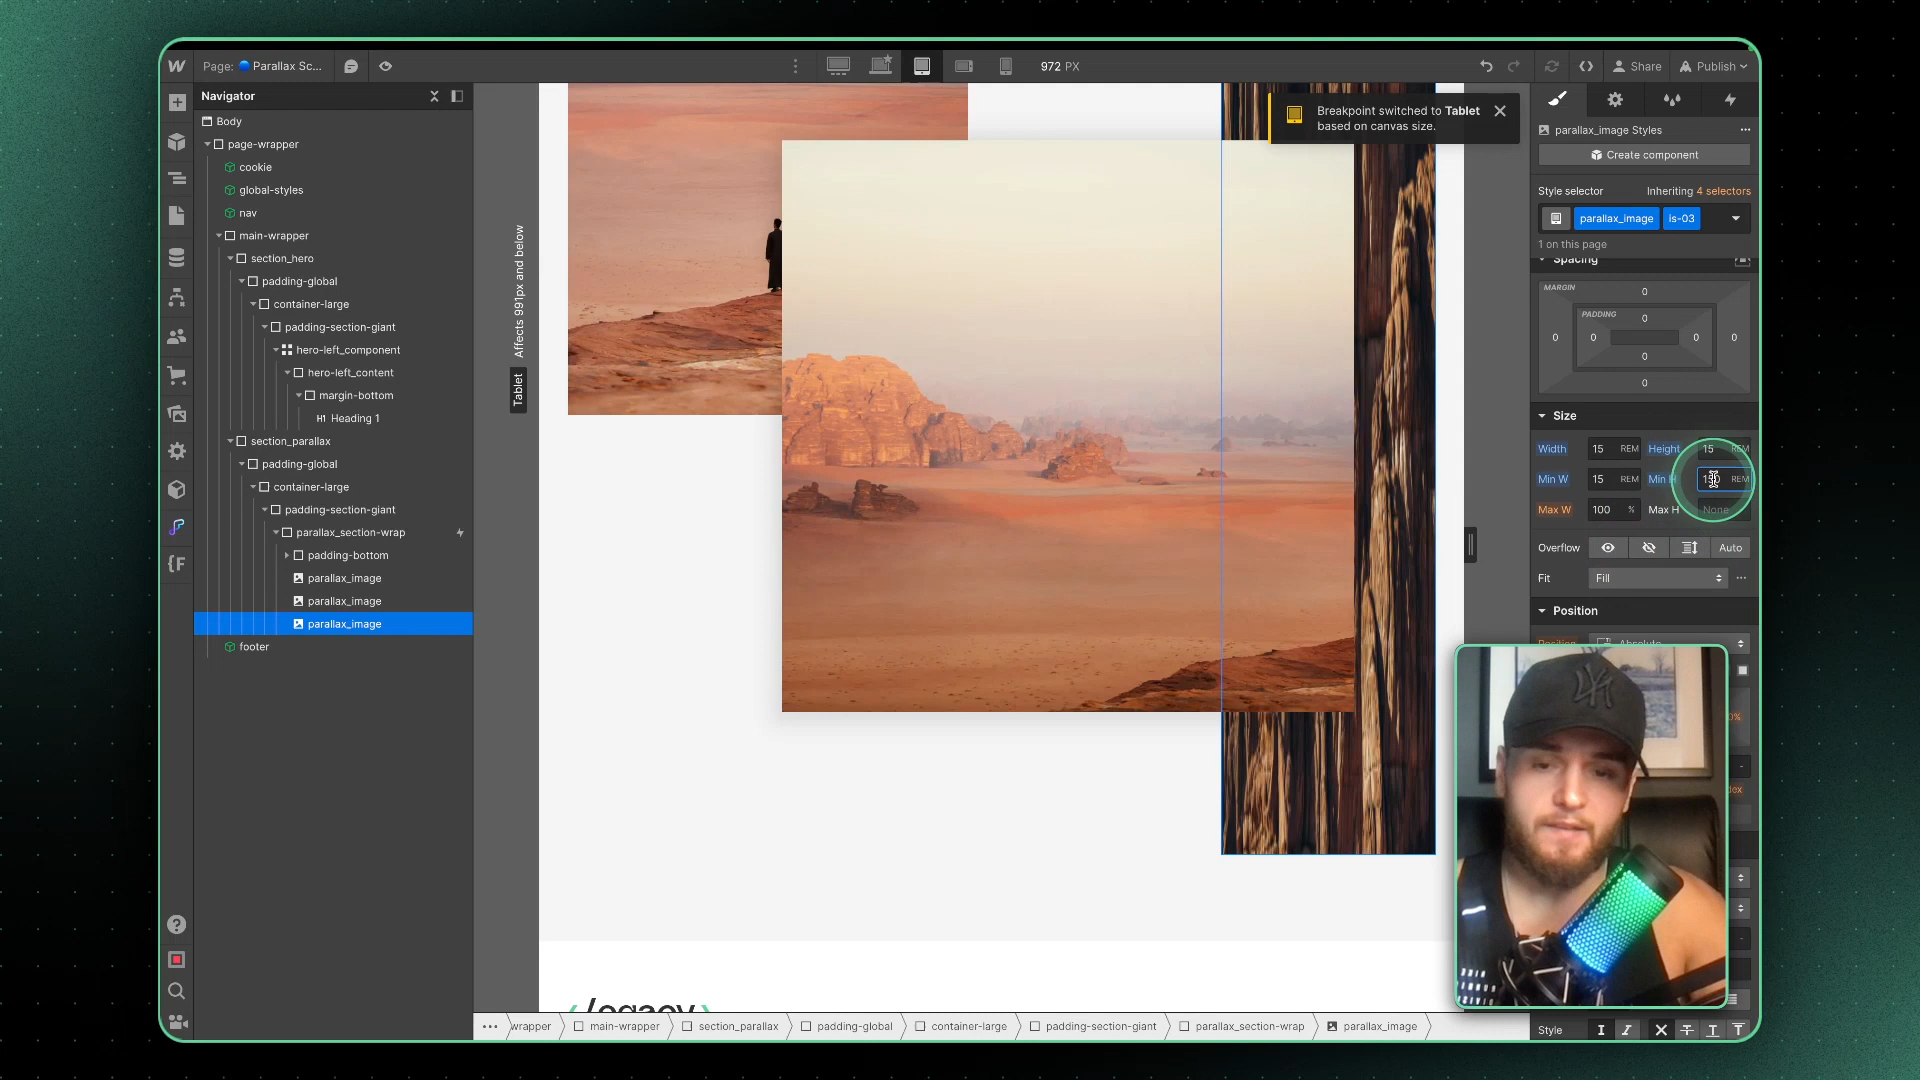 Page: Parallax Sc...
972 PX
Share
Publish
Navigator
Body
page-wrapper
cookie
global-styles
nav
main-wrapper
section_hero
padding-global
container-large
padding-section-giant
hero-left_component
hero-left_content
margin-bottom
H1 Heading 1
section_parallax
padding-global
container-large
padding-section-giant
parallax_section-wrap
padding-bottom
parallax_image
parallax_image
parallax_image
footer
Affects 991px and below
Tablet
Breakpoint switched to Tablet
based on canvas size.
parallax_image Styles
Create component
Style selector
Inheriting 4 selectors
parallax_image
is-03
1 on this page
Spacing
MARGIN
0
PADDING
0
0 0 0 0
0
0
Size
Width 15 REM Height 15 REM
Min W 15 REM Min H REM
Max W 100 % Max H None
Overflow Auto
Fit Fill
Position
Position Absolute
wrapper
main-wrapper
section_parallax
padding-global
container-large
padding-section-giant
parallax_section-wrap
parallax_image
Style